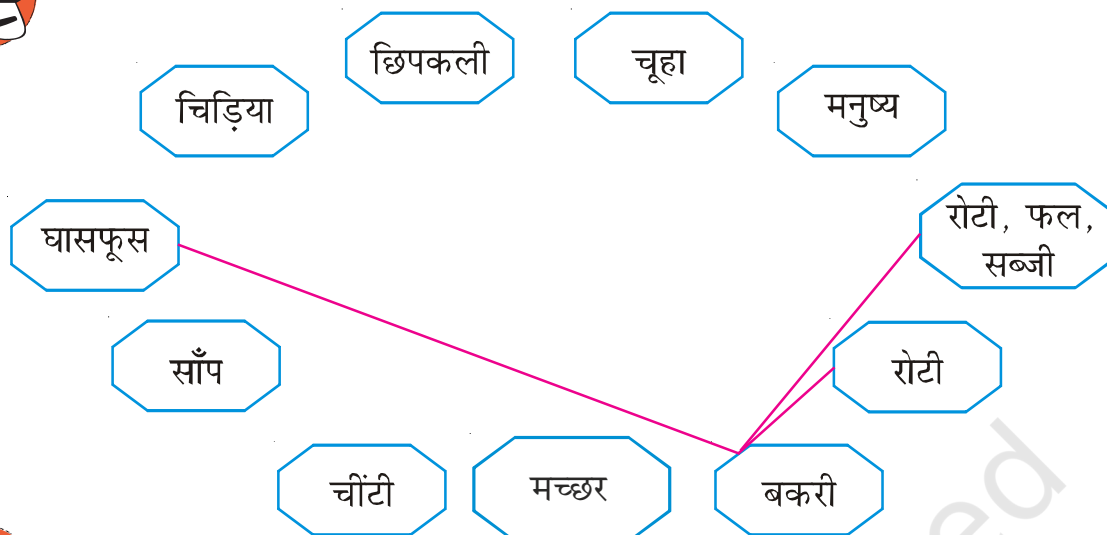 छिपकली
चूहा
चिड़िया
मनुष्य
रोटी, फल,
सब्जी
घासफूस
साँप
रोटी
चींटी
मच्छर
बकरी